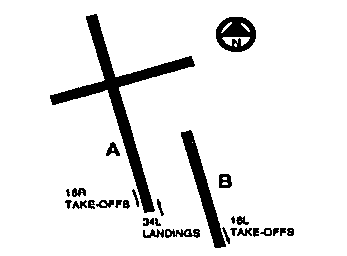 N
A
B
16R
TAKE-OFFS
34L
LANDINGS
16L
TAKE-OFFS